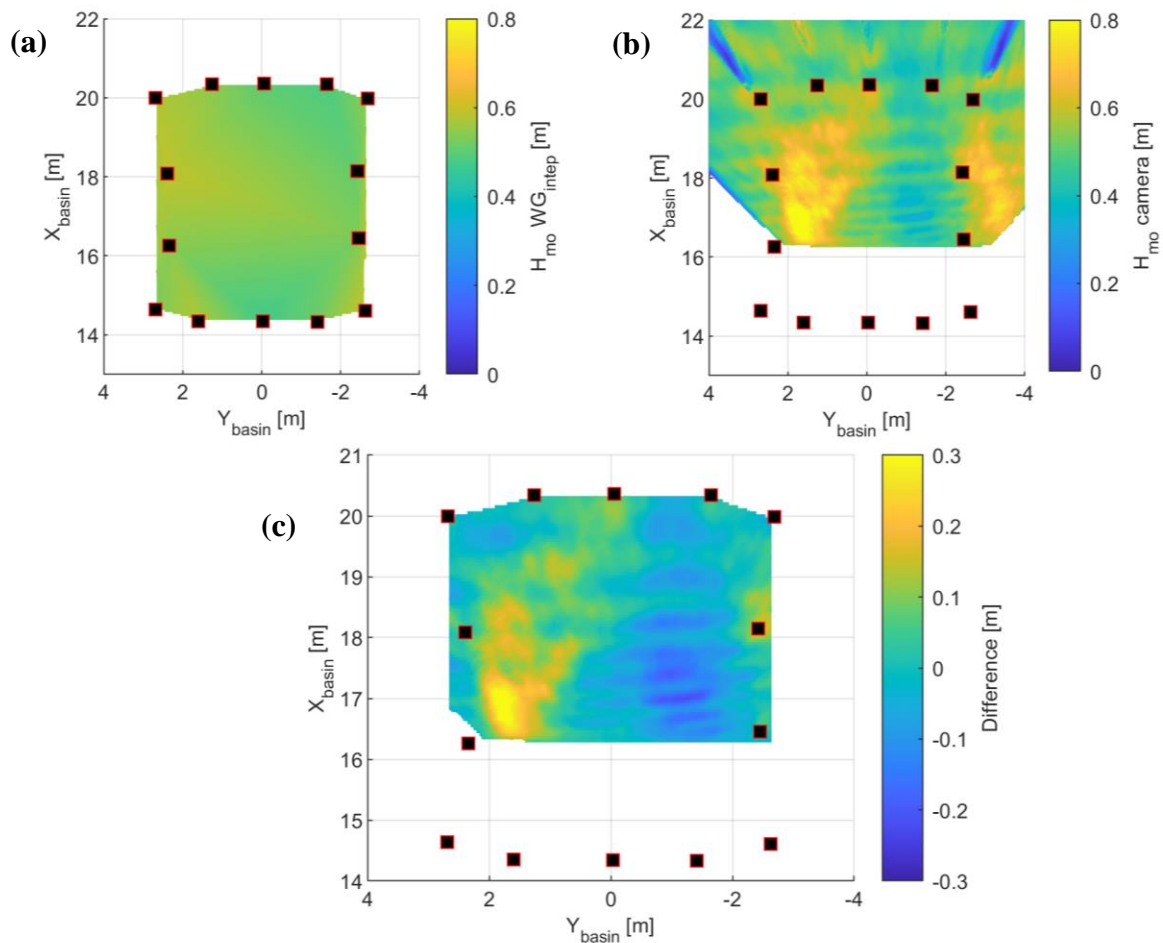 (a)
22
20
18
16
14
4 2 0 -2 -4
X_basin [m]
Y_basin [m]
0.8
0.6
0.4
0.2
0
H_mo WG_intep [m]
(b)
22
20
18
16
14
4 2 0 -2 -4
X_basin [m]
Y_basin [m]
0.8
0.6
0.4
0.2
0
H_mo camera [m]
(c)
21
20
19
18
17
16
15
14
4 2 0 -2 -4
X_basin [m]
Y_basin [m]
0.3
0.2
0.1
0
-0.1
-0.2
-0.3
Difference [m]